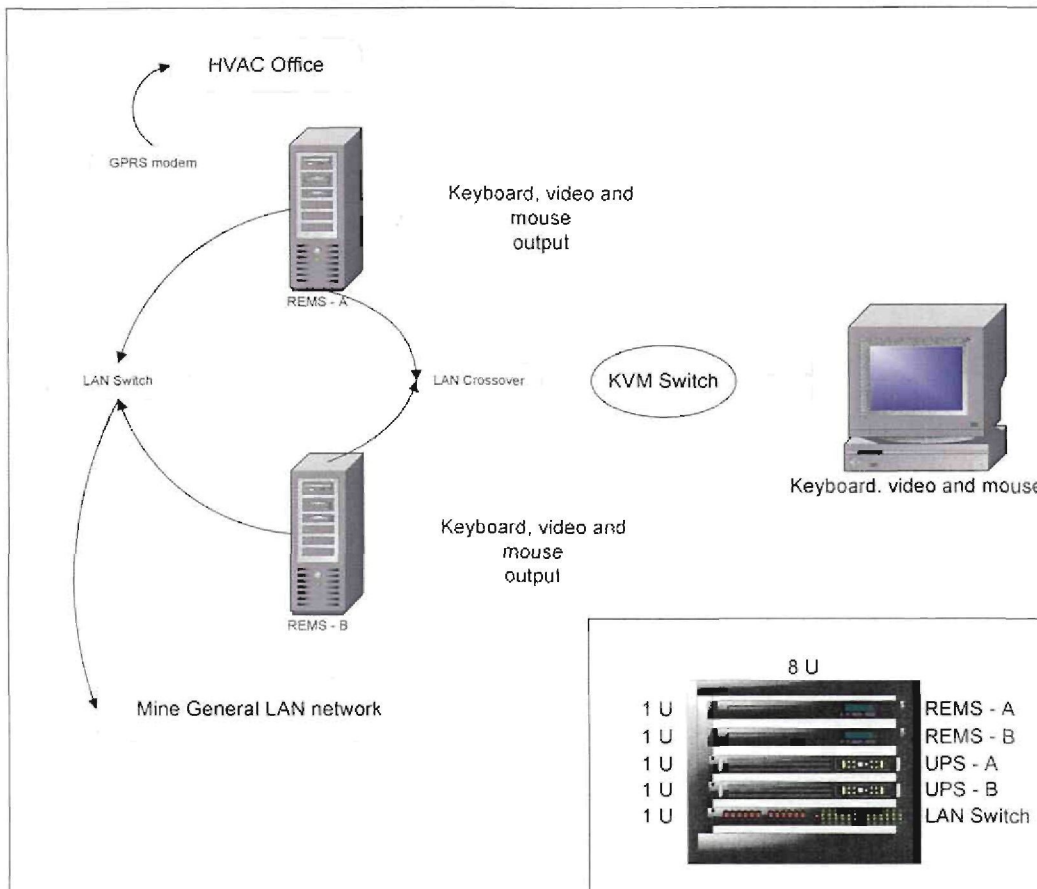 HVAC Office
GPRS modem
Keyboard, video and
mouse
output
REMS - A
LAN Switch
LAN Crossover
KVM Switch
Keyboard. video and mouse
Keyboard, video and
mouse
output
REMS - B
Mine General LAN network
8 U
1 U REMS - A
1 U REMS - B
1 U UPS - A
1 U UPS - B
1 U LAN Switch